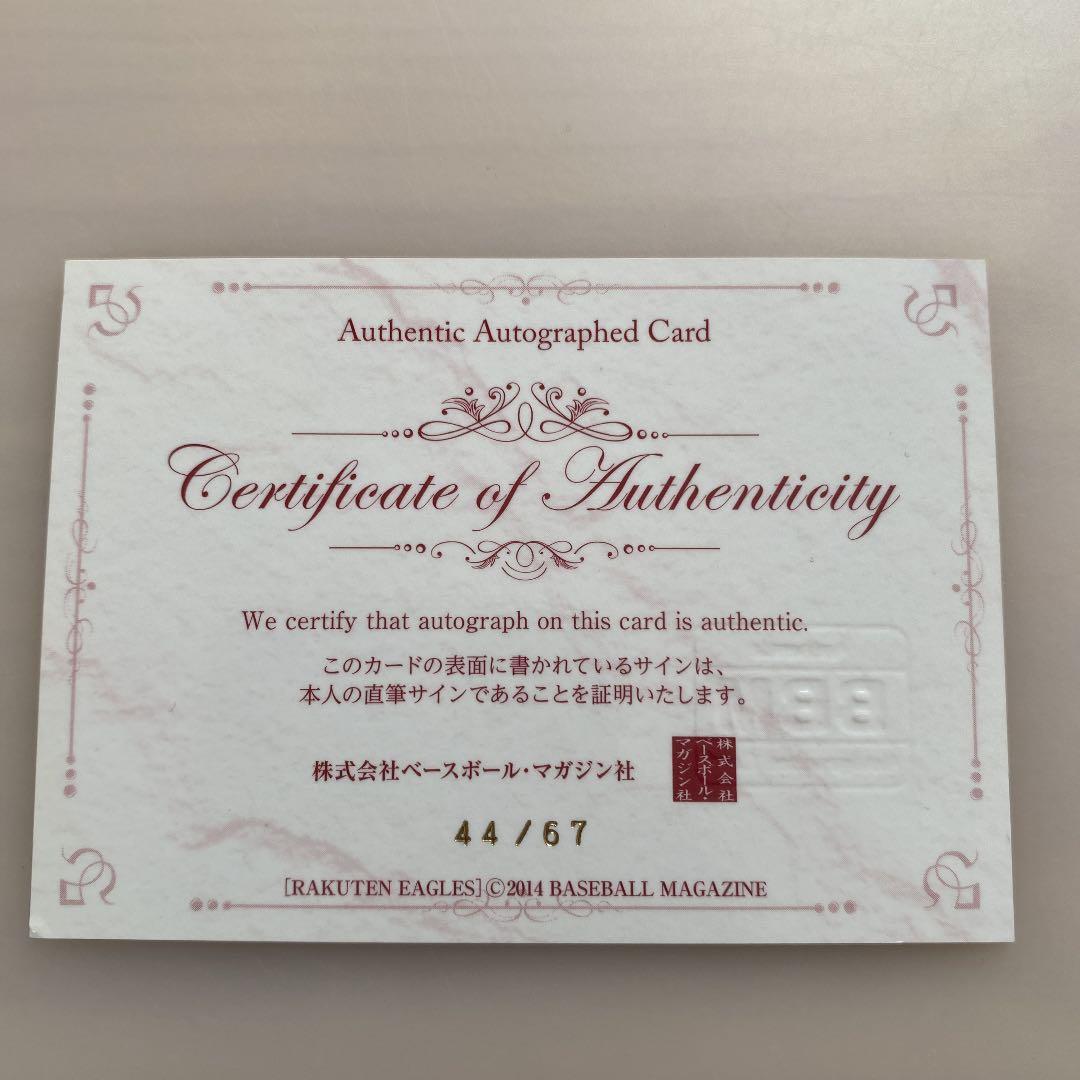 Authentic Autographed Card
Certificate of Authenticity
We certify that autograph on this card is authentic.
このカードの表面に書かれているサインは、
本人の直筆サインであることを証明いたします。
株式会社ベースボール・マガジン社
株式会社
ベースボール・
マガジン社
44/67
[RAKUTEN EAGLES]©2014 BASEBALL MAGAZINE